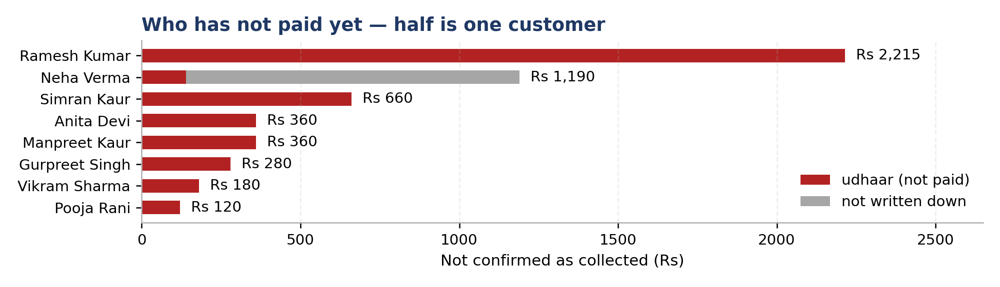 Who has not paid yet — half is one customer
Ramesh Kumar Rs 2,215
Neha Verma Rs 1,190
Simran Kaur Rs 660
Anita Devi Rs 360
Manpreet Kaur Rs 360
Gurpreet Singh Rs 280
Vikram Sharma Rs 180
Pooja Rani Rs 120
udhaar (not paid)
not written down
0 500 1000 1500 2000 2500
Not confirmed as collected (Rs)